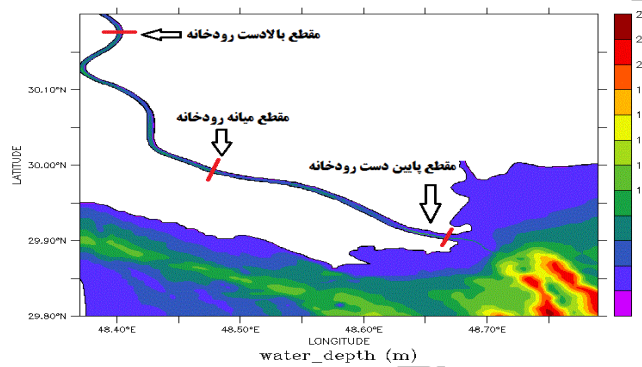 مقطع بالادست رودخانه
30.10°N
مقطع میانه رودخانه
30.00°N
مقطع پایین دست رودخانه
LATITUDE
29.90°N
29.80°N
48.40°E
48.50°E
48.60°E
48.70°E
LONGITUDE
water_depth (m)